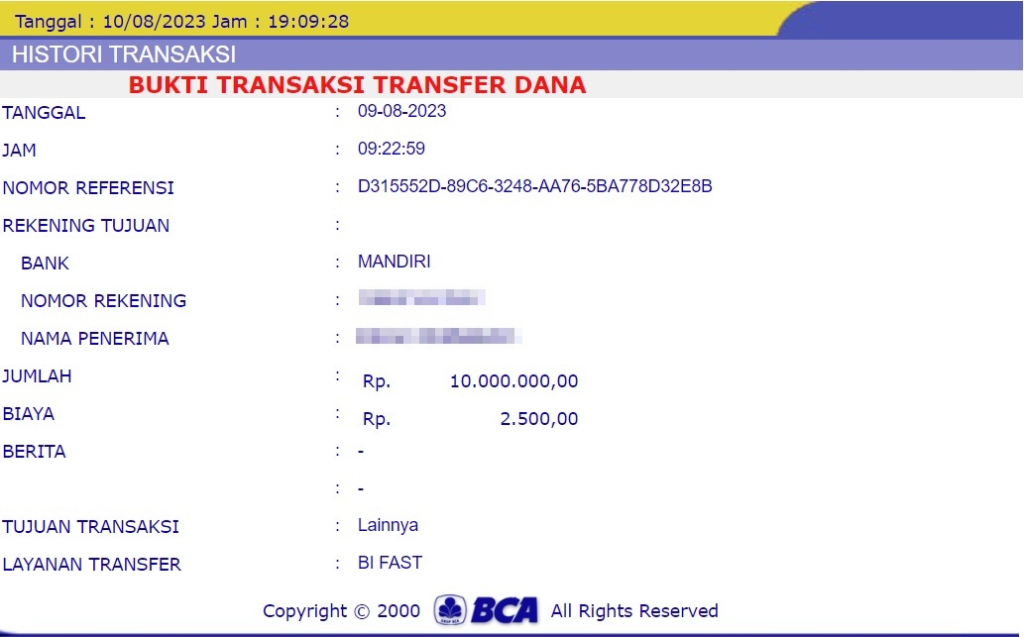 Tanggal : 10/08/2023 Jam : 19:09:28
HISTORI TRANSAKSI
BUKTI TRANSAKSI TRANSFER DANA
TANGGAL : 09-08-2023
JAM : 09:22:59
NOMOR REFERENSI : D315552D-89C6-3248-AA76-5BA778D32E8B
REKENING TUJUAN :
BANK : MANDIRI
NOMOR REKENING :
NAMA PENERIMA :
JUMLAH : Rp. 10.000.000,00
BIAYA : Rp. 2.500,00
BERITA : -
: -
TUJUAN TRANSAKSI : Lainnya
LAYANAN TRANSFER : BI FAST
Copyright © 2000 BCA All Rights Reserved